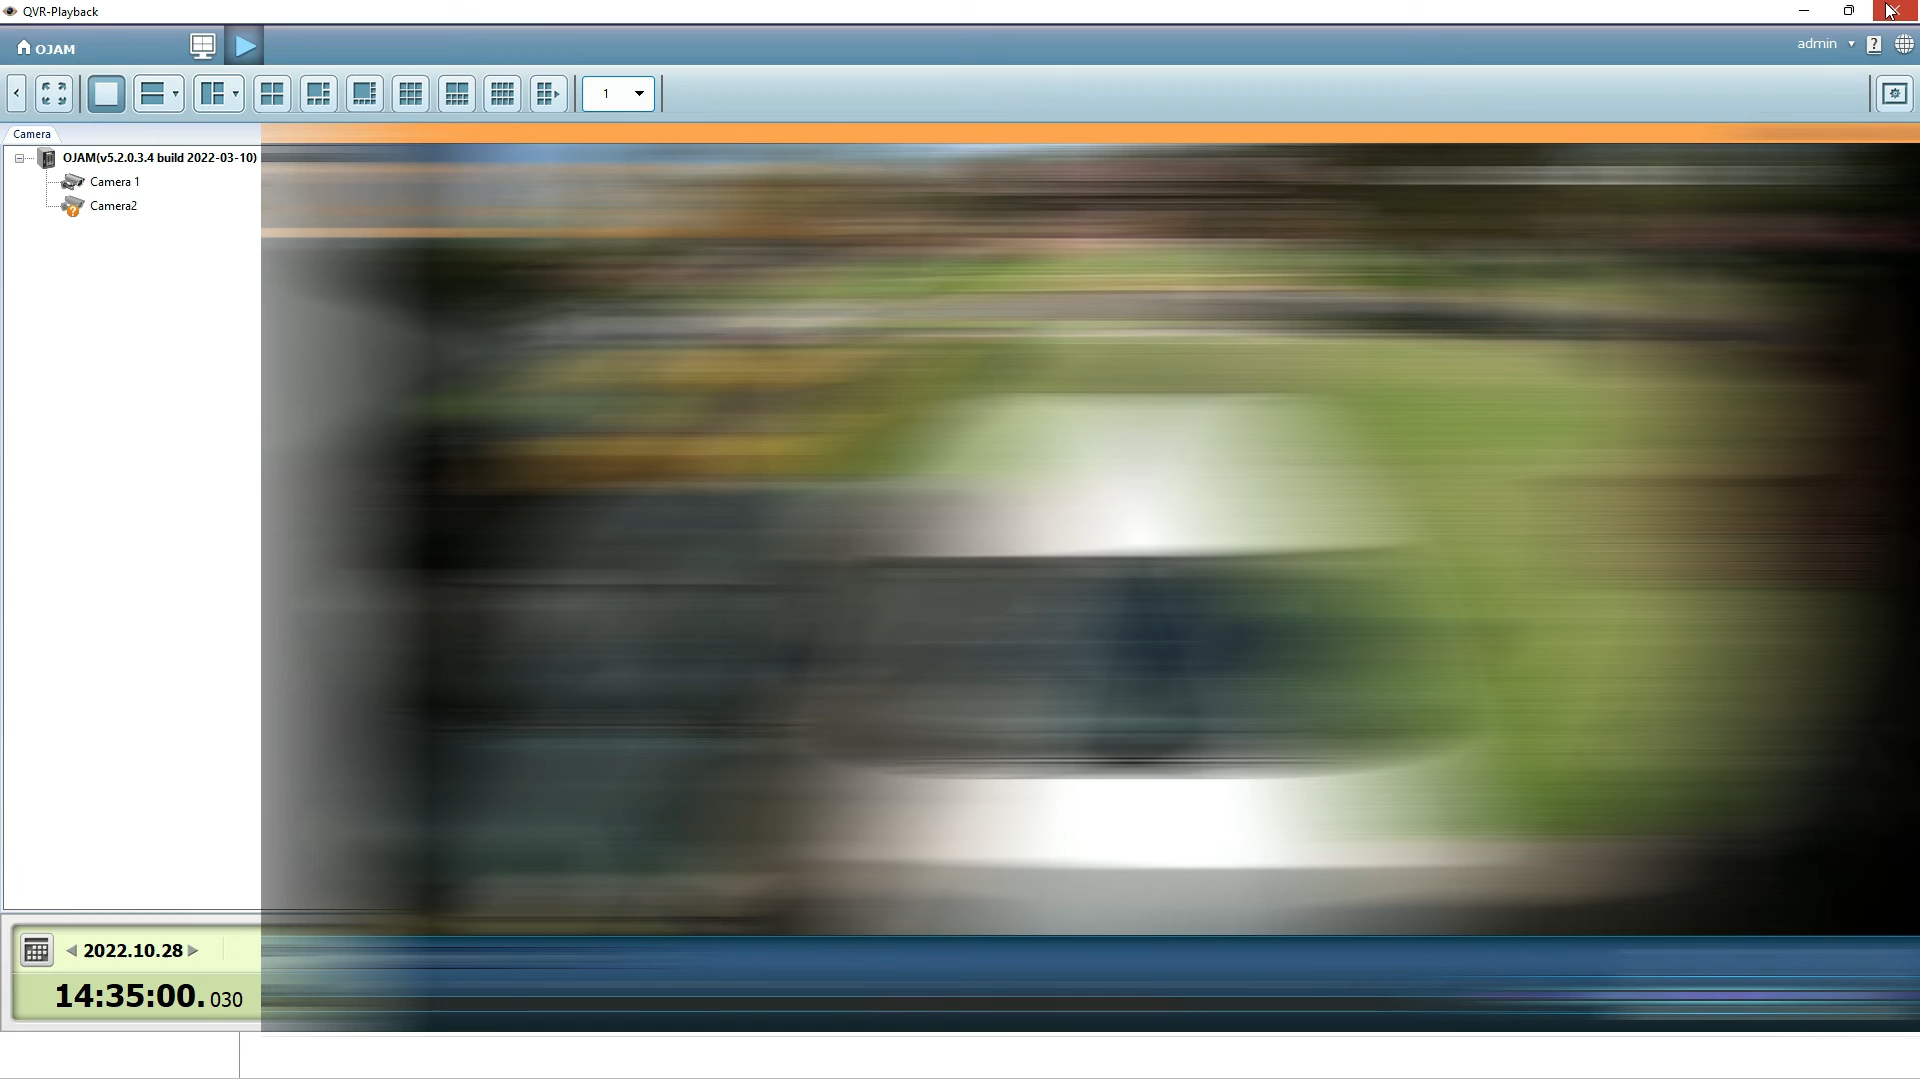 QVR-Playback
OJAM
admin
?
1
Camera
OJAM(v5.2.0.3.4 build 2022-03-10)
Camera 1
?
Camera2
2022.10.28
14:35:00.030